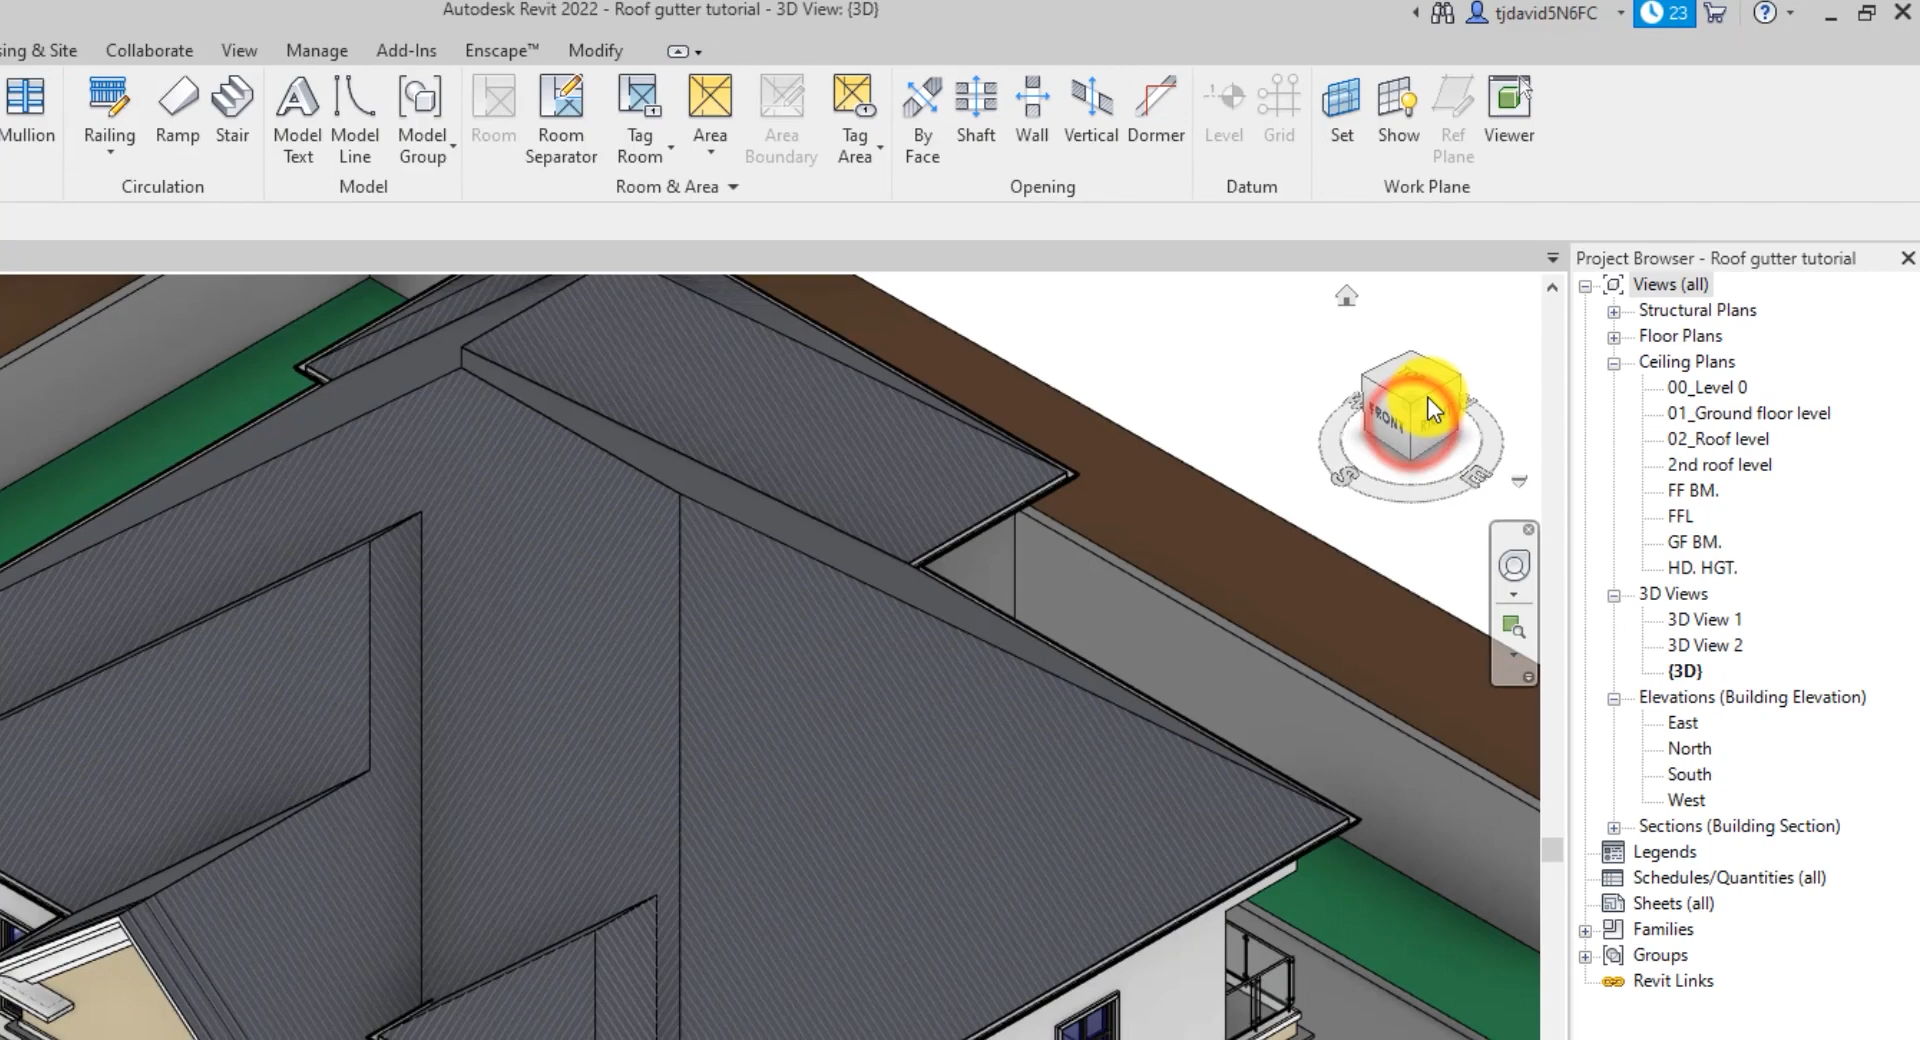 Autodesk Revit 2022 - Roof gutter tutorial - 3D View: {3D}
tjdavid5N6FC
23
sing & Site
Collaborate
View
Manage
Add-Ins
Enscape™
Modify
Mullion
Railing
Ramp
Stair
Model Text
Model Line
Model Group
Room
Room Separator
Tag Room
Area
Area Boundary
Tag Area
By Face
Shaft
Wall
Vertical
Dormer
Level
Grid
Set
Show
Ref Plane
Viewer
Circulation
Model
Room & Area
Opening
Datum
Work Plane
Project Browser - Roof gutter tutorial
Views (all)
Structural Plans
Floor Plans
Ceiling Plans
00_Level 0
01_Ground floor level
02_Roof level
2nd roof level
FF BM.
FFL
GF BM.
HD. HGT.
3D Views
3D View 1
3D View 2
{3D}
Elevations (Building Elevation)
East
North
South
West
Sections (Building Section)
Legends
Schedules/Quantities (all)
Sheets (all)
Families
Groups
Revit Links
FRONT
S
E